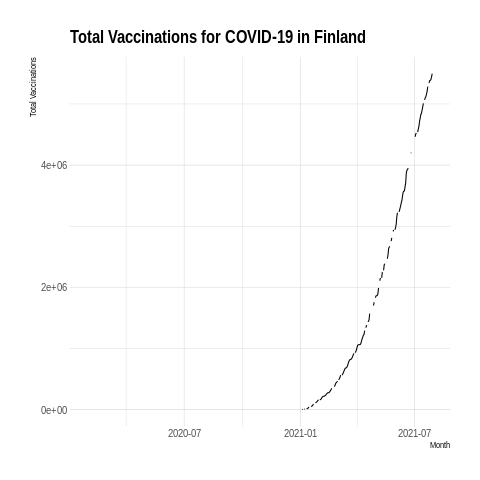 Total Vaccinations for COVID-19 in Finland
Total Vaccinations
4e+06
2e+06
0e+00
2020-07
2021-01
2021-07
Month